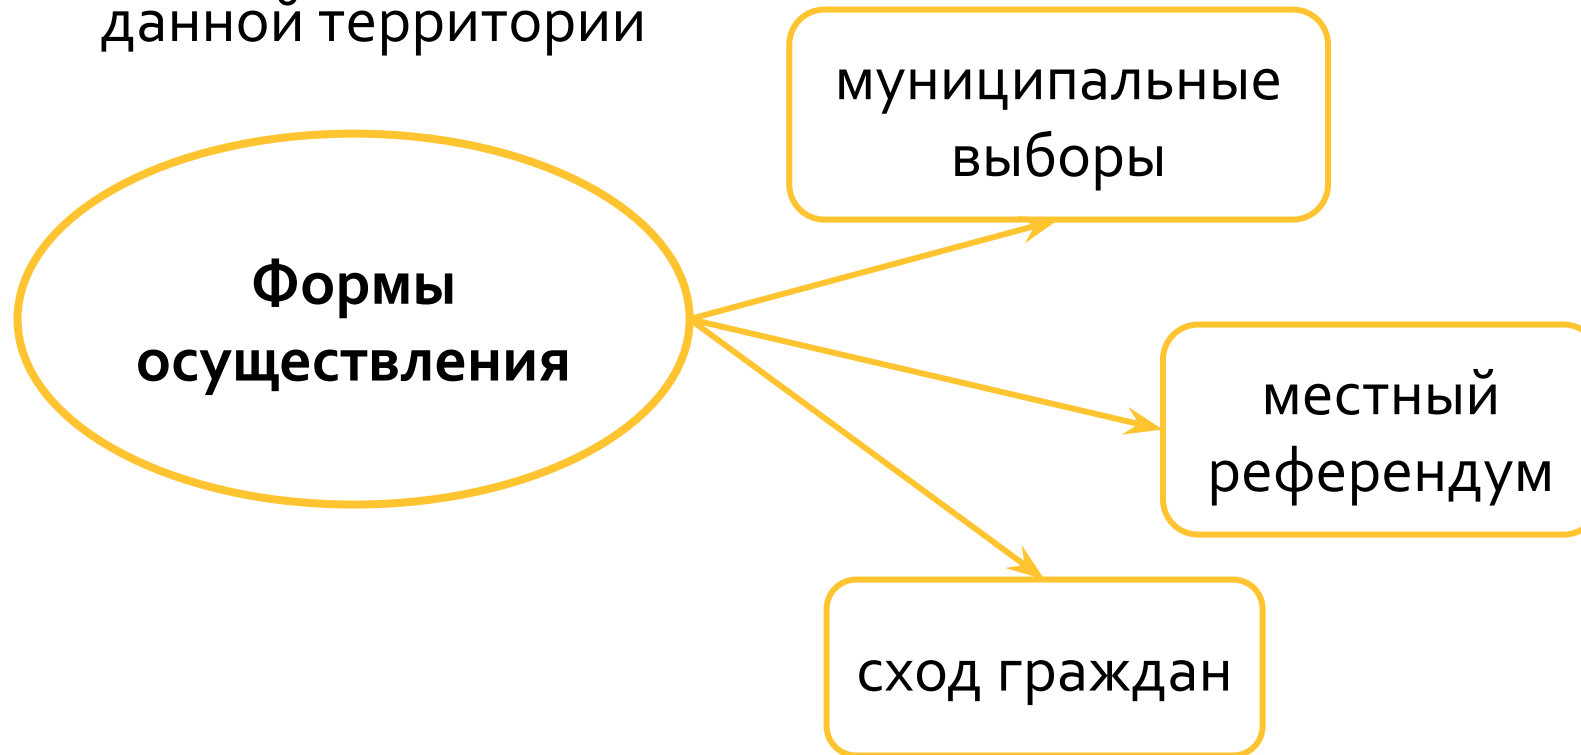 данной территории
муниципальные
выборы
Формы
осуществления
местный
референдум
сход граждан